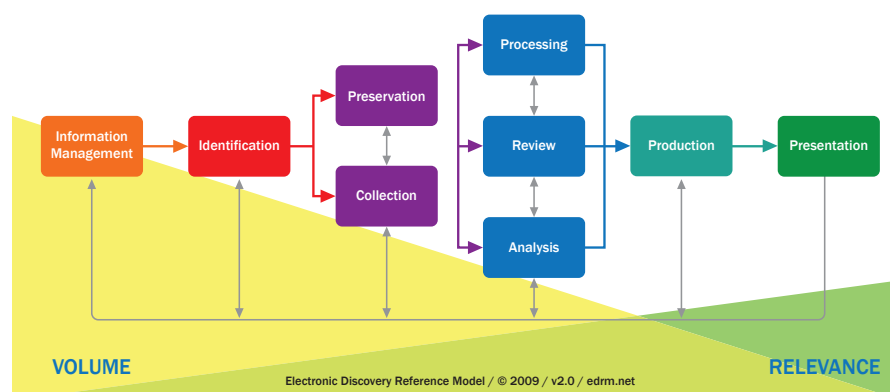 Information
Management
Identification
Preservation
Collection
Processing
Review
Analysis
Production
Presentation
VOLUME
RELEVANCE
Electronic Discovery Reference Model / © 2009 / v2.0 / edrm.net